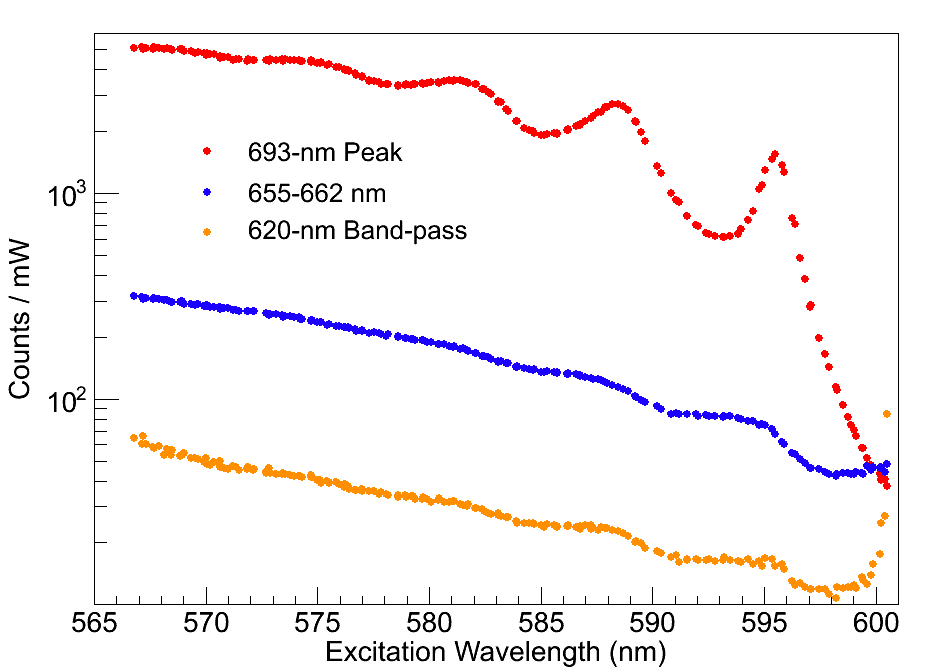 693-nm Peak
655-662 nm
620-nm Band-pass
10³
10²
Counts / mW
565 570 575 580 585 590 595 600
Excitation Wavelength (nm)